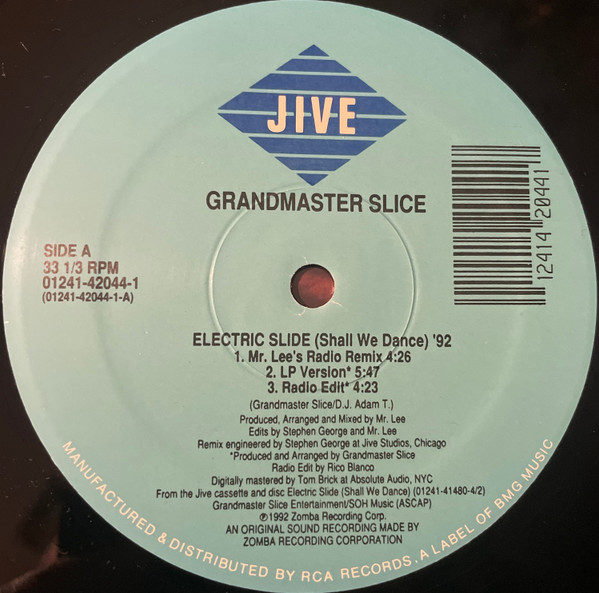 JIVE
GRANDMASTER SLICE
SIDE A
33 1/3 RPM
01241-42044-1
(01241-42044-1-A)
12414 20441
ELECTRIC SLIDE (Shall We Dance) '92
1. Mr. Lee's Radio Remix 4:26
2. LP Version* 5:47
3. Radio Edit* 4:23
(Grandmaster Slice/D.J. Adam T.)
Produced, Arranged and Mixed by Mr. Lee
Edits by Stephen George and Mr. Lee
Remix engineered by Stephen George at Jive Studios, Chicago
*Produced and Arranged by Grandmaster Slice
Radio Edit by Rico Blanco
Digitally mastered by Tom Brick at Absolute Audio, NYC
From the Jive cassette and disc Electric Slide (Shall We Dance) (01241-41480-4/2)
Grandmaster Slice Entertainment/SOH Music (ASCAP)
℗1992 Zomba Recording Corp.
AN ORIGINAL SOUND RECORDING MADE BY
ZOMBA RECORDING CORPORATION
MANUFACTURED & DISTRIBUTED BY RCA RECORDS, A LABEL OF BMG MUSIC